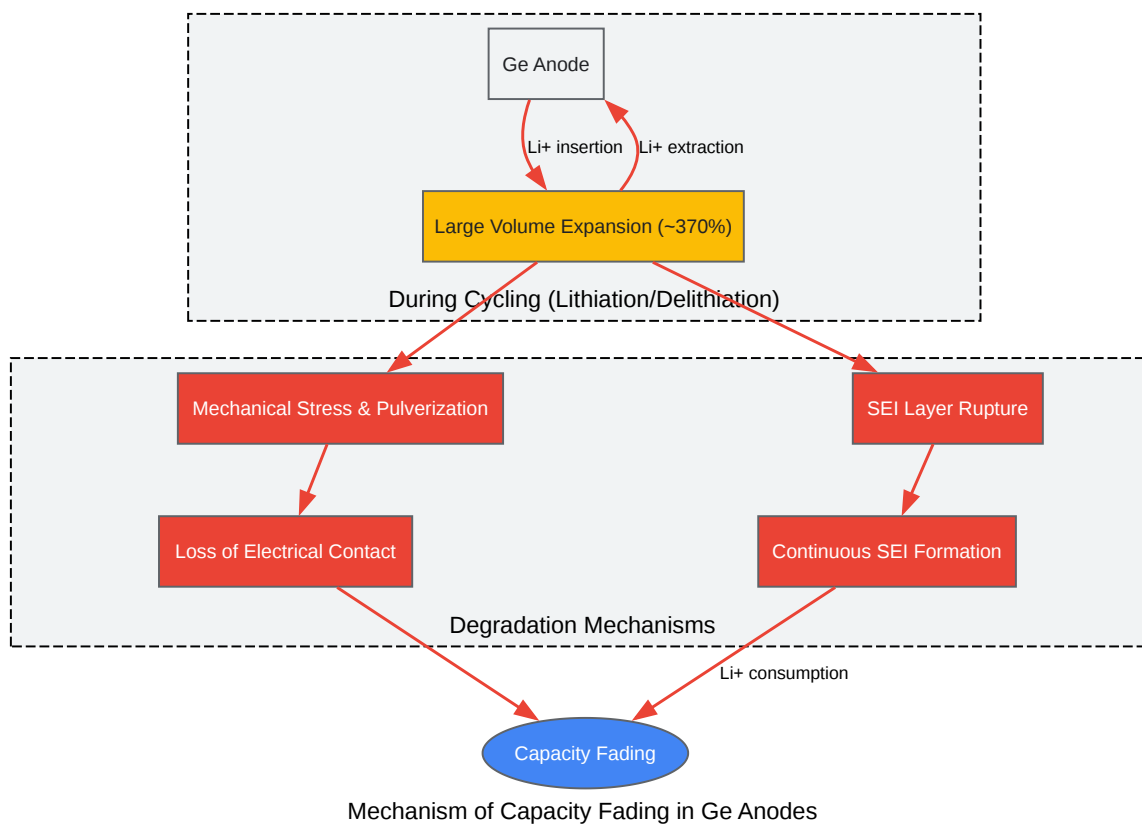 Ge Anode
Li+ insertion
Li+ extraction
Large Volume Expansion (~370%)
During Cycling (Lithiation/Delithiation)
Mechanical Stress & Pulverization
SEI Layer Rupture
Loss of Electrical Contact
Continuous SEI Formation
Degradation Mechanisms
Li+ consumption
Capacity Fading
Mechanism of Capacity Fading in Ge Anodes